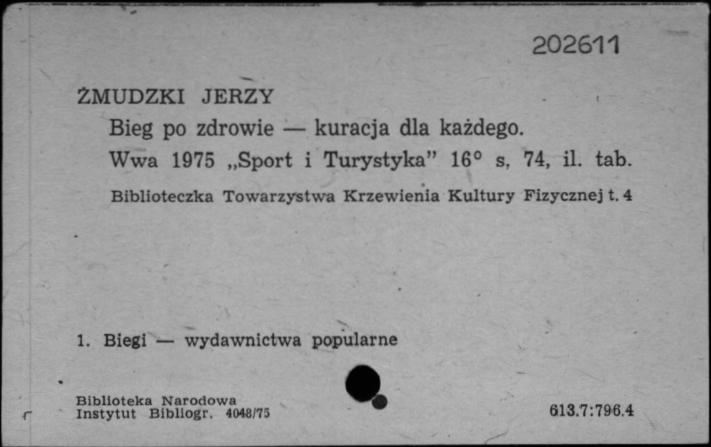 202611
ŻMUDZKI JERZY
Bieg po zdrowie — kuracja dla każdego.
Wwa 1975 „Sport i Turystyka” 16° s. 74, il. tab.
Biblioteczka Towarzystwa Krzewienia Kultury Fizycznej t. 4
1. Biegi — wydawnictwa popularne
Biblioteka Narodowa
Instytut Bibliogr. 4048/75
613.7:796.4